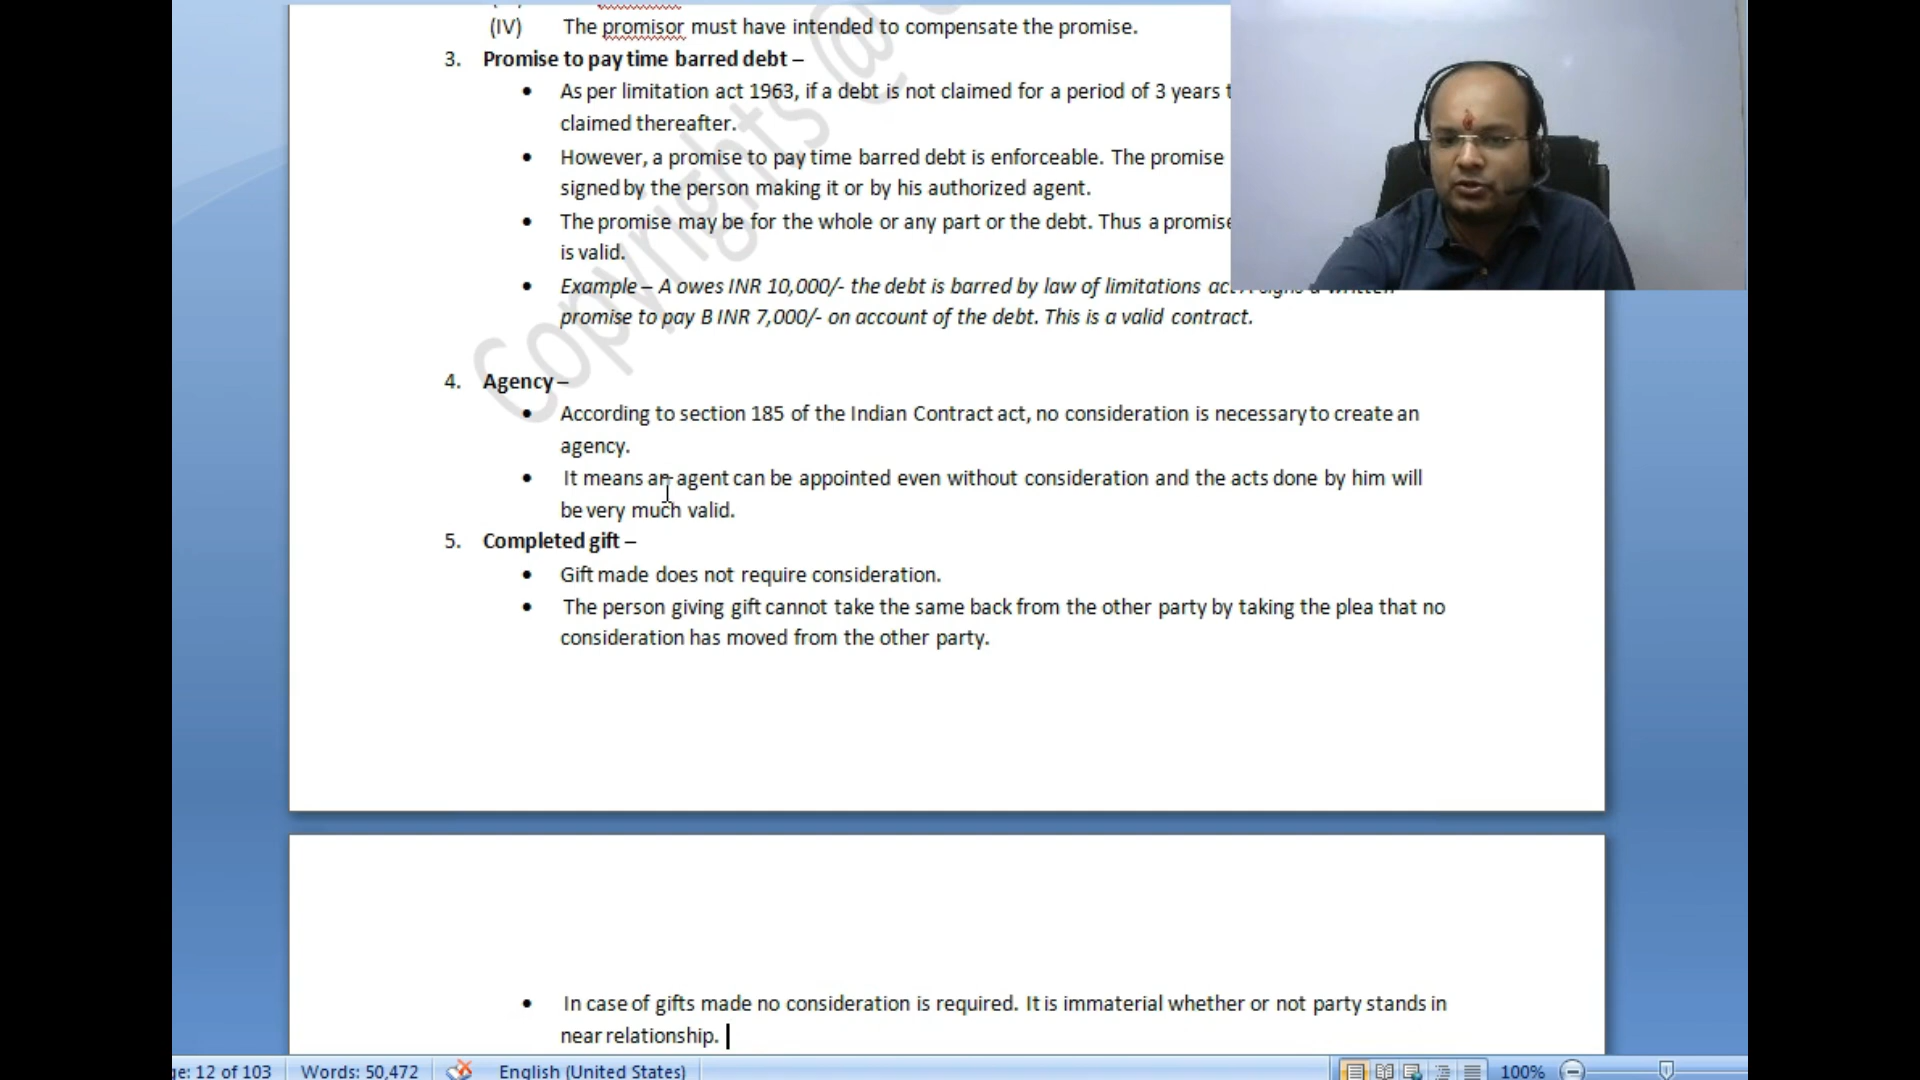 (IV) The promisor must have intended to compensate the promise.
3. Promise to pay time barred debt –
• As per limitation act 1963, if a debt is not claimed for a period of 3 years
claimed thereafter.
• However, a promise to pay time barred debt is enforceable. The promise
signed by the person making it or by his authorized agent.
• The promise may be for the whole or any part or the debt. Thus a promise
is valid.
• Example – A owes INR 10,000/- the debt is barred by law of limitations
promise to pay B INR 7,000/- on account of the debt. This is a valid contract.
Copyrights @
4. Agency –
• According to section 185 of the Indian Contract act, no consideration is necessary to create an
agency.
• It means an agent can be appointed even without consideration and the acts done by him will
be very much valid.
5. Completed gift –
• Gift made does not require consideration.
• The person giving gift cannot take the same back from the other party by taking the plea that no
consideration has moved from the other party.
• In case of gifts made no consideration is required. It is immaterial whether or not party stands in
near relationship.
ge: 12 of 103 Words: 50,472 English (United States) 100%